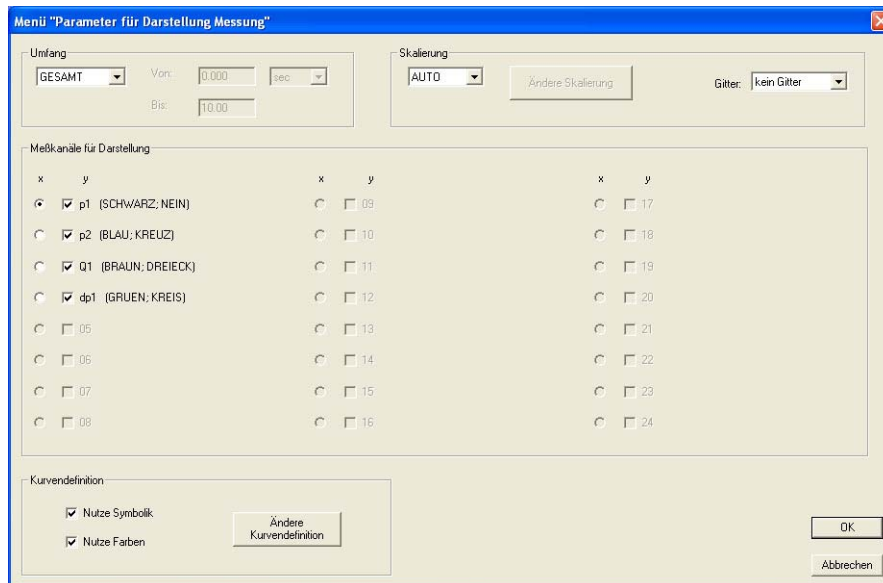 Menü "Parameter für Darstellung Messung"
Umfang
GESAMT
Von:
0.000
sec
Bis:
10.00
Skalierung
AUTO
Ändere Skalierung
Gitter:
kein Gitter
Meßkanäle für Darstellung
x y x y x y
p1 (SCHWARZ; NEIN) 09 17
p2 (BLAU; KREUZ) 10 18
Q1 (BRAUN; DREIECK) 11 19
dp1 (GRUEN; KREIS) 12 20
05 13 21
06 14 22
07 15 23
08 16 24
Kurvendefinition
Nutze Symbolik
Nutze Farben
Ändere
Kurvendefinition
OK
Abbrechen